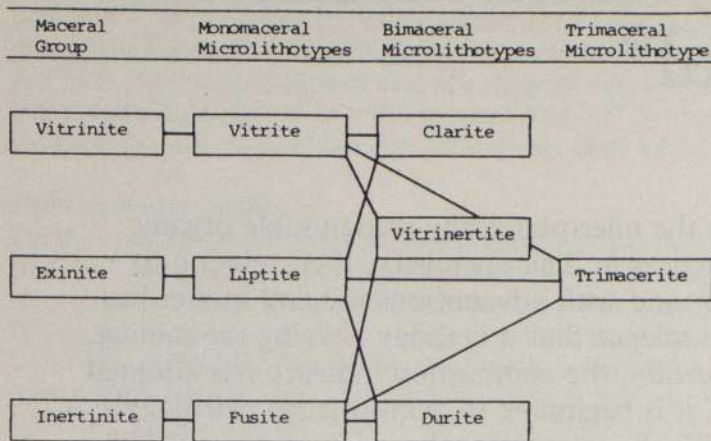 Maceral Monomaceral Bimaceral Trimaceral
Group Microlithotypes Microlithotypes Microlithotype
Vitrinite Vitrite Clarite
Vitrinertite
Exinite Liptite Trimacerite
Inertinite Fusite Durite